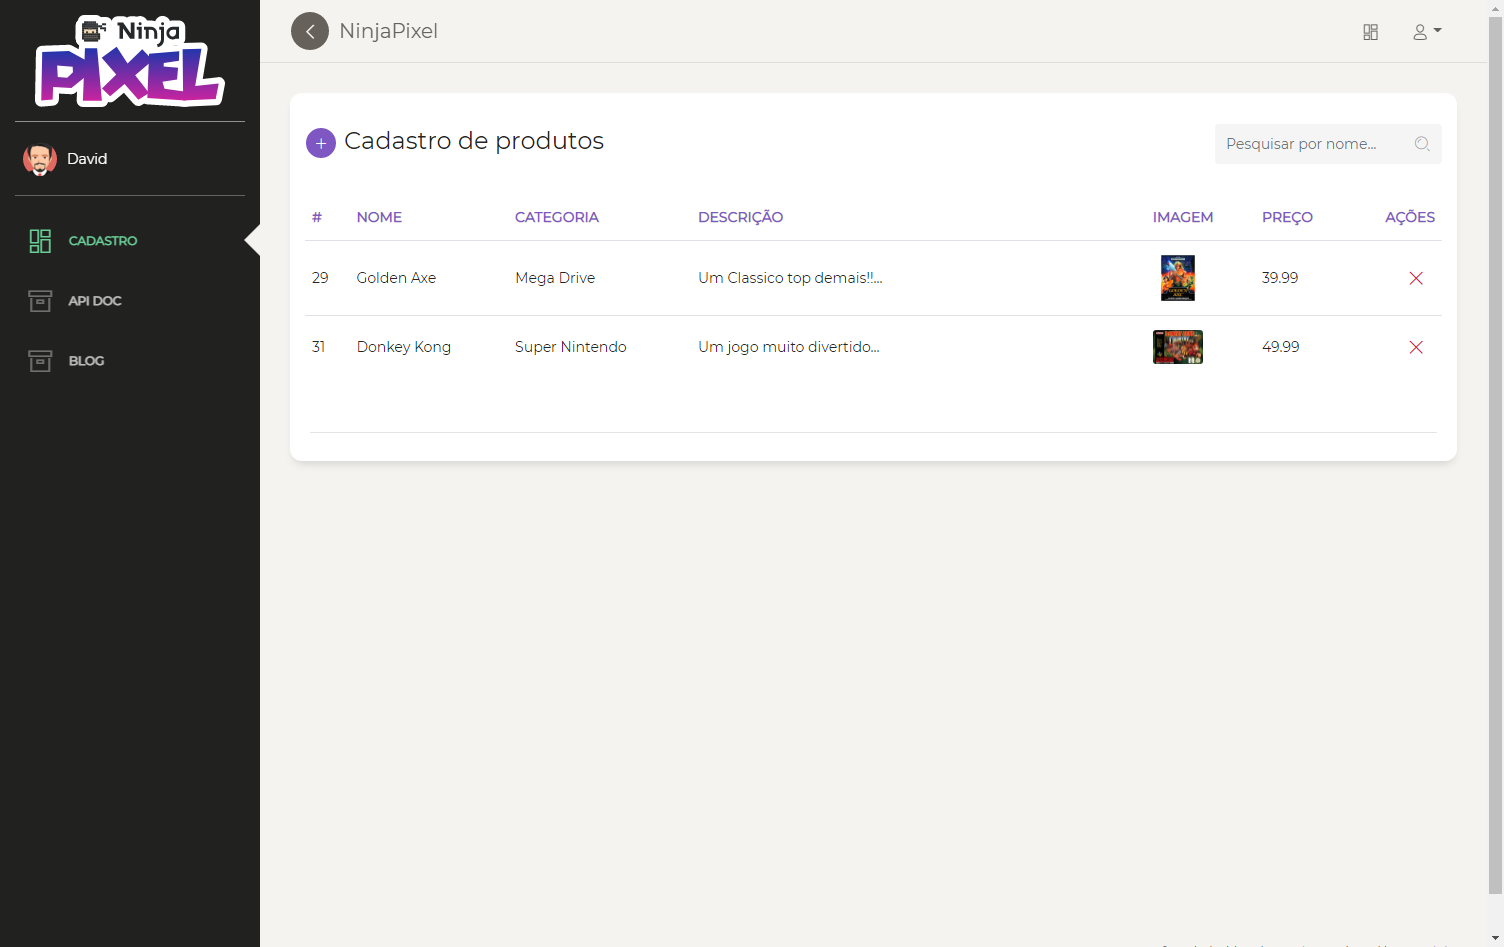 Ninja
PIXEL
NinjaPixel
David
CADASTRO
API DOC
BLOG
Cadastro de produtos
Pesquisar por nome...
# NOME CATEGORIA DESCRIÇÃO IMAGEM PREÇO AÇÕES
29 Golden Axe Mega Drive Um Classico top demais!!... 39.99
31 Donkey Kong Super Nintendo Um jogo muito divertido... 49.99